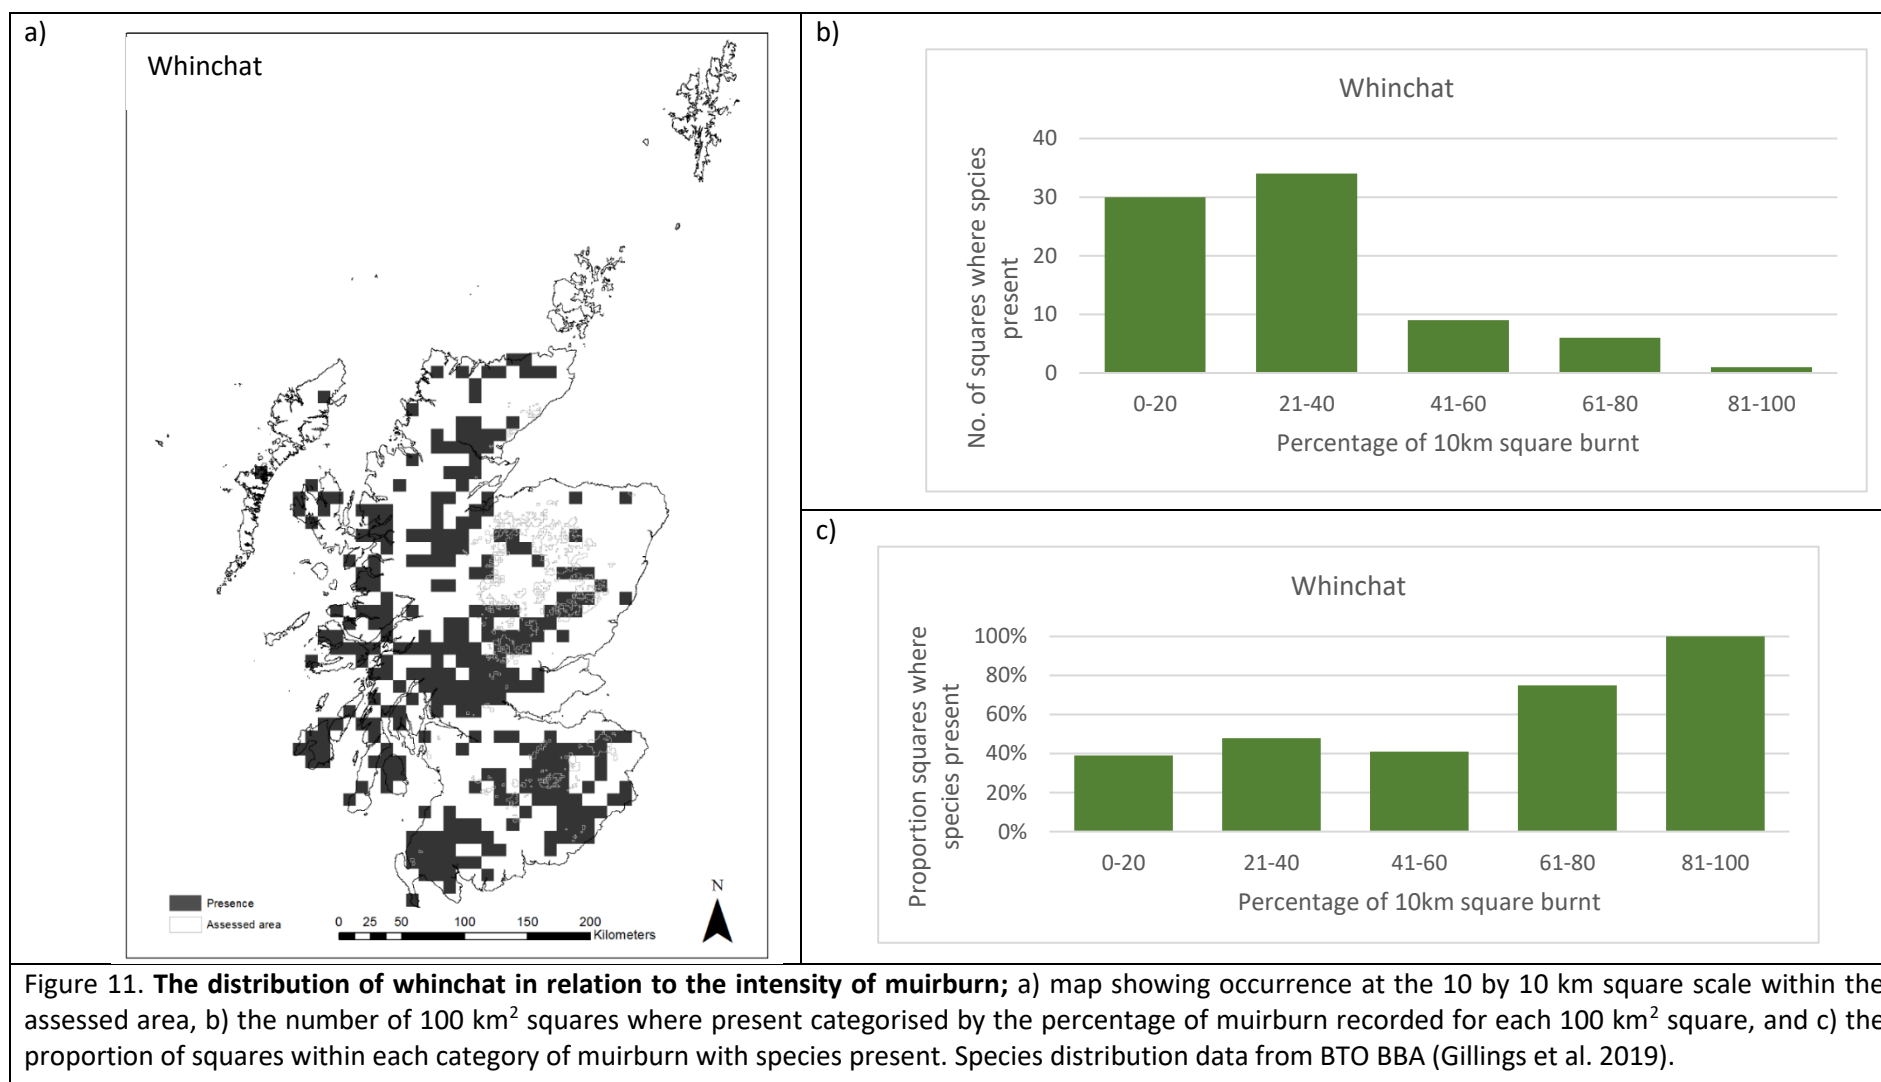 a)
Whinchat
Presence
Assessed area
0 25 50 100 150 200
Kilometers
N
b)
Whinchat
No. of squares where spcies
present
40
30
20
10
0
0-20 21-40 41-60 61-80 81-100
Percentage of 10km square burnt
c)
Whinchat
Proportion squares where
species present
100%
80%
60%
40%
20%
0%
0-20 21-40 41-60 61-80 81-100
Percentage of 10km square burnt
Figure 11. The distribution of whinchat in relation to the intensity of muirburn; a) map showing occurrence at the 10 by 10 km square scale within the
assessed area, b) the number of 100 km² squares where present categorised by the percentage of muirburn recorded for each 100 km² square, and c) the
proportion of squares within each category of muirburn with species present. Species distribution data from BTO BBA (Gillings et al. 2019).